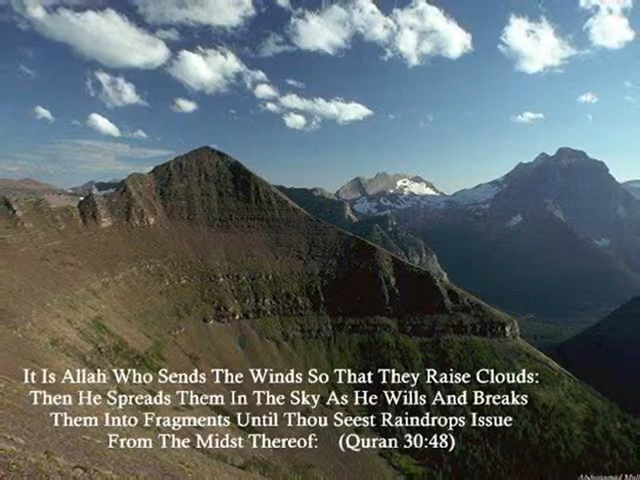 It Is Allah Who Sends The Winds So That They Raise Clouds:
Then He Spreads Them In The Sky As He Wills And Breaks
Them Into Fragments Until Thou Seest Raindrops Issue
From The Midst Thereof: (Quran 30:48)